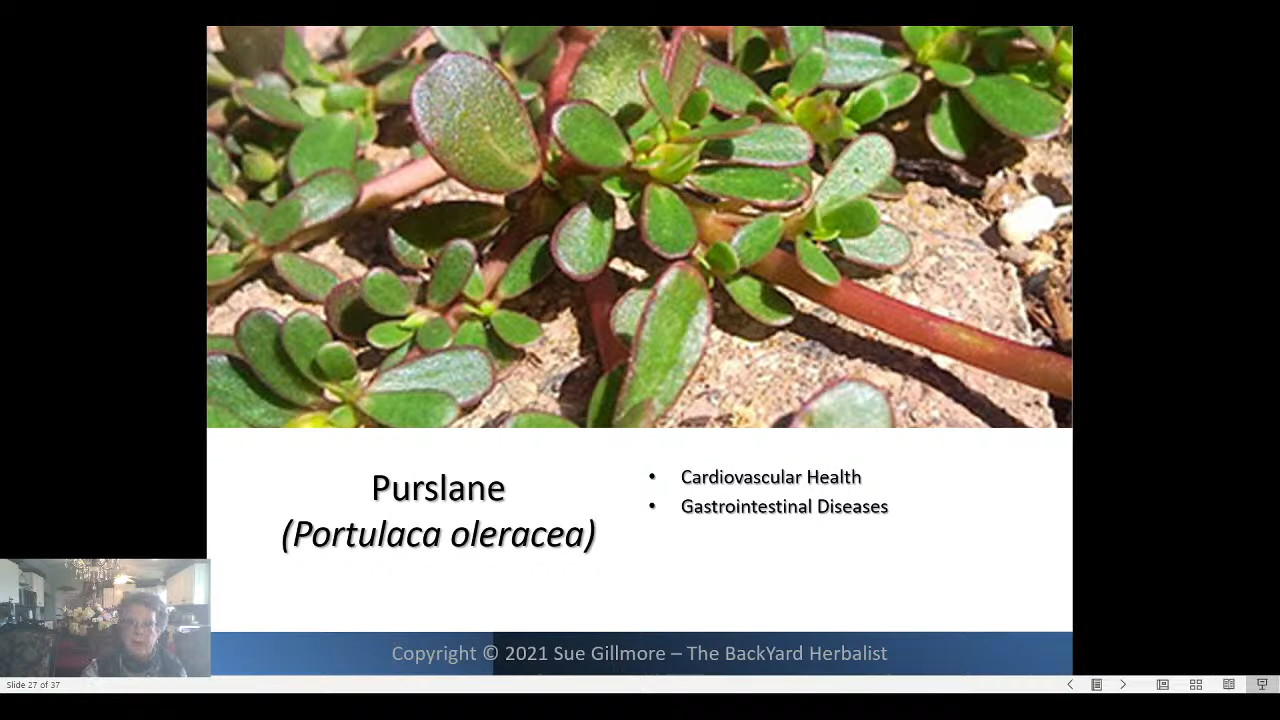 Purslane
(Portulaca oleracea)
• Cardiovascular Health
• Gastrointestinal Diseases
Copyright © 2021 Sue Gillmore – The BackYard Herbalist
Slide 27 of 37